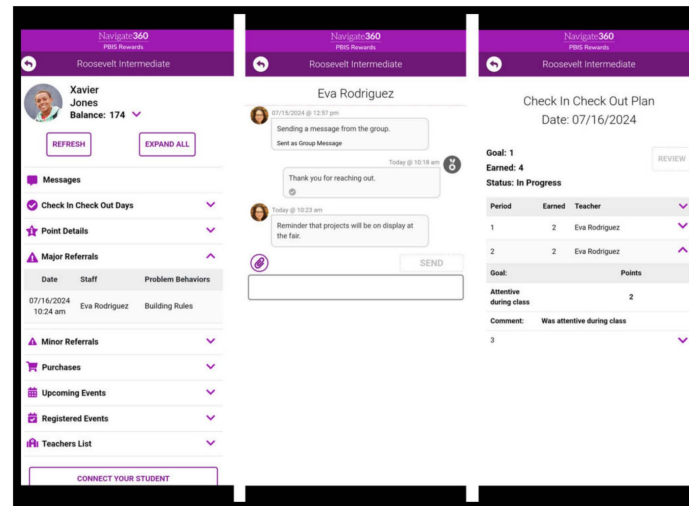 Navigate360
PBIS Rewards
Roosevelt Intermediate
Xavier
Jones
Balance: 174
REFRESH
EXPAND ALL
Messages
Check In Check Out Days
Point Details
Major Referrals
Date Staff Problem Behaviors
07/16/2024
10:24 am
Eva Rodriguez Building Rules
Minor Referrals
Purchases
Upcoming Events
Registered Events
Teachers List
CONNECT YOUR STUDENT
Navigate360
PBIS Rewards
Roosevelt Intermediate
Eva Rodriguez
07/15/2024 @ 12:57 pm
Sending a message from the group.
Sent as Group Message
Today @ 10:18 am
Thank you for reaching out.
Today @ 10:23 am
Reminder that projects will be on display at
the fair.
SEND
Navigate360
PBIS Rewards
Roosevelt Intermediate
Check In Check Out Plan
Date: 07/16/2024
Goal: 1
Earned: 4
Status: In Progress
REVIEW
Period Earned Teacher
1 2 Eva Rodriguez
2 2 Eva Rodriguez
Goal: Points
Attentive
during class
2
Comment: Was attentive during class
3